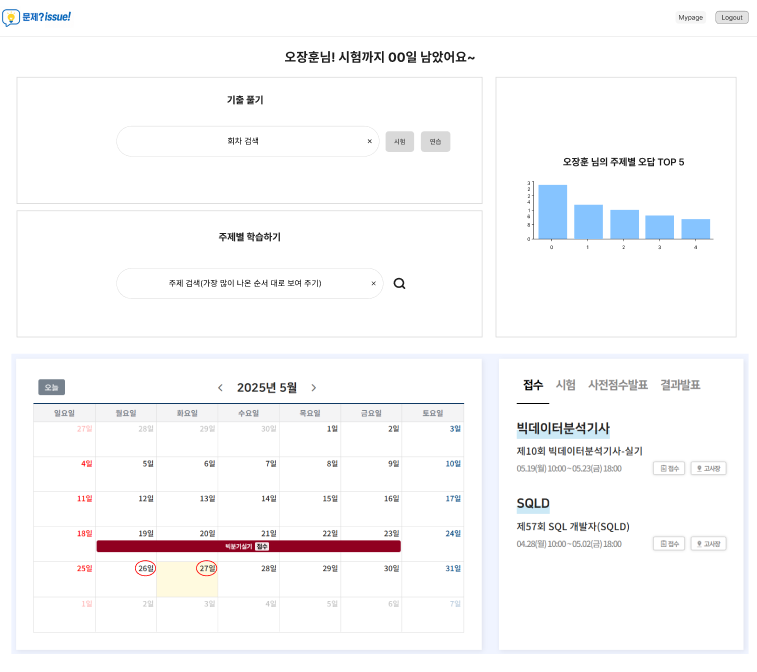 문제?issue!
Mypage
Logout
오장훈님! 시험까지 00일 남았어요~
기출 풀기
회차 검색 ×
시험
연습
주제별 학습하기
주제 검색(가장 많이 나온 순서 대로 보여 주기) ×
오장훈 님의 주제별 오답 TOP 5
3
2
2
4
1
6
8
0
0 1 2 3 4
오늘
< 2025년 5월 >
일요일 월요일 화요일 수요일 목요일 금요일 토요일
27일 28일 29일 30일 1일 2일 3일
4일 5일 6일 7일 8일 9일 10일
11일 12일 13일 14일 15일 16일 17일
18일 19일 20일 21일 22일 23일 24일
빅분기실기 접수
25일 26일 27일 28일 29일 30일 31일
1일 2일 3일 4일 5일 6일 7일
접수 시험 사전점수발표 결과발표
빅데이터분석기사
제10회 빅데이터분석기사-실기
05.19(월) 10:00 ~ 05.23(금) 18:00 접수 고사장
SQLD
제57회 SQL 개발자(SQLD)
04.28(월) 10:00 ~ 05.02(금) 18:00 접수 고사장